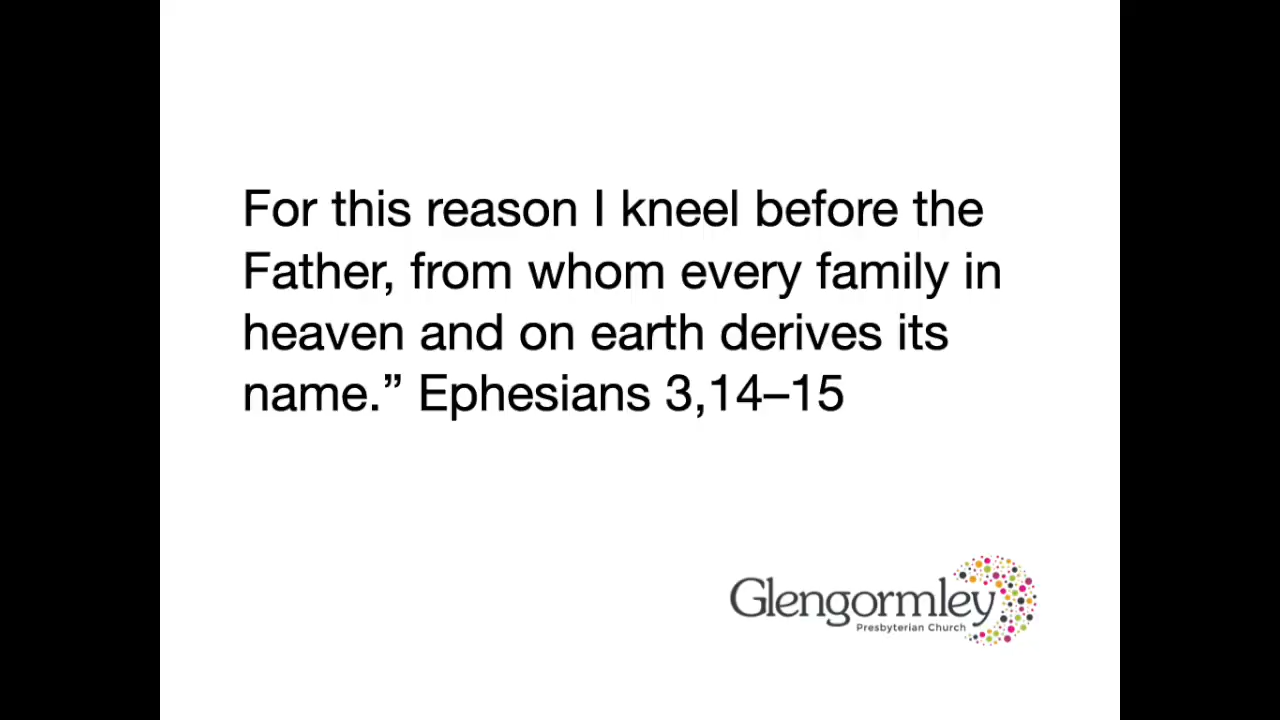 For this reason I kneel before the
Father, from whom every family in
heaven and on earth derives its
name.” Ephesians 3,14–15
Glengormley
Presbyterian Church